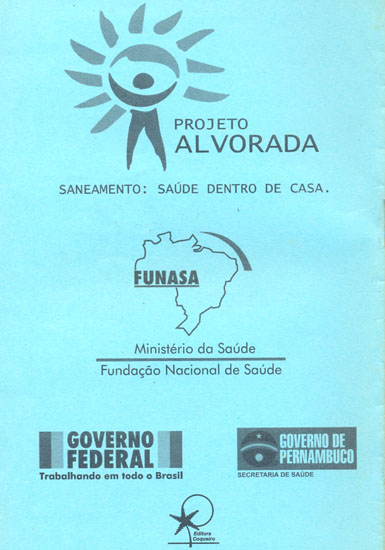 PROJETO
ALVORADA
SANEAMENTO: SAÚDE DENTRO DE CASA.
FUNASA
Ministério da Saúde
Fundação Nacional de Saúde
GOVERNO
FEDERAL
Trabalhando em todo o Brasil
GOVERNO DE
PERNAMBUCO
SECRETARIA DE SAÚDE
Editora
Coqueiro